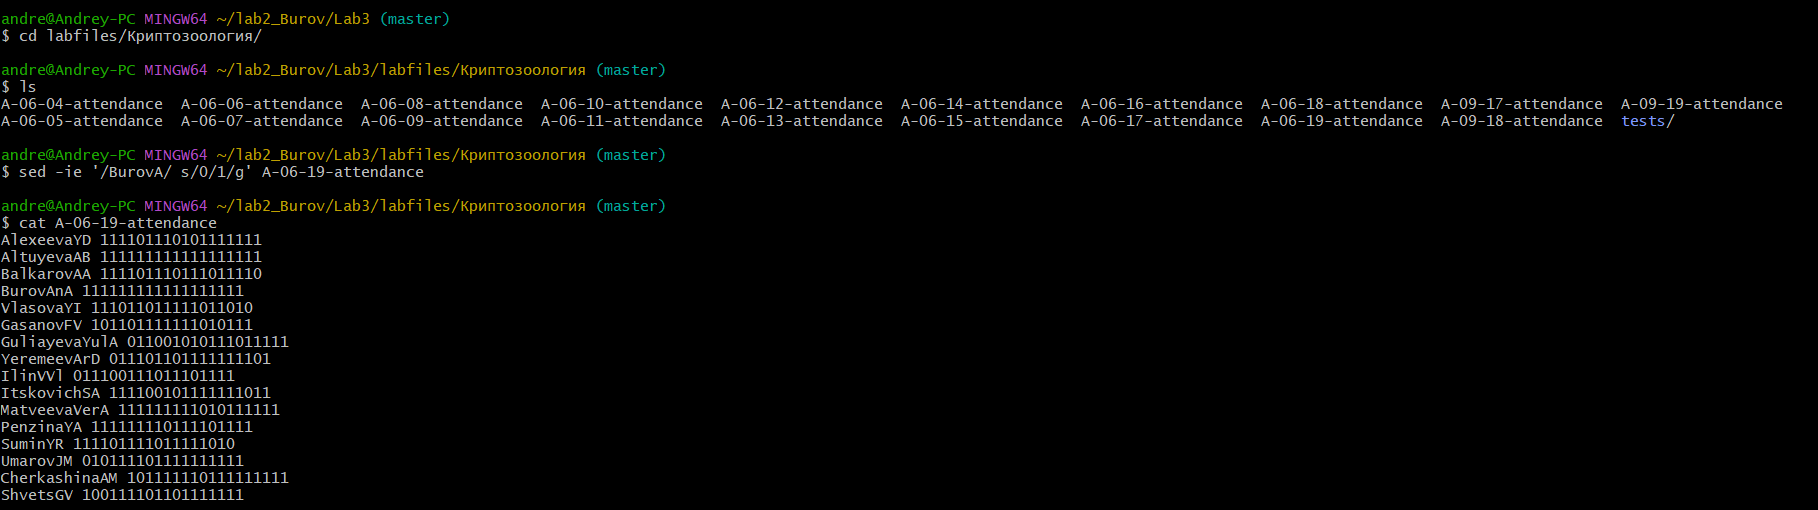 andre@Andrey-PC MINGW64 ~/lab2_Burov/Lab3 (master)
$ cd labfiles/Криптозоология/
andre@Andrey-PC MINGW64 ~/lab2_Burov/Lab3/labfiles/Криптозоология (master)
$ ls
A-06-04-attendance A-06-06-attendance A-06-08-attendance A-06-10-attendance A-06-12-attendance A-06-14-attendance A-06-16-attendance A-06-18-attendance A-09-17-attendance A-09-19-attendance
A-06-05-attendance A-06-07-attendance A-06-09-attendance A-06-11-attendance A-06-13-attendance A-06-15-attendance A-06-17-attendance A-06-19-attendance A-09-18-attendance tests/
andre@Andrey-PC MINGW64 ~/lab2_Burov/Lab3/labfiles/Криптозоология (master)
$ sed -ie '/BurovA/ s/0/1/g' A-06-19-attendance
andre@Andrey-PC MINGW64 ~/lab2_Burov/Lab3/labfiles/Криптозоология (master)
$ cat A-06-19-attendance
AlexeevaYD 111101110101111111
AltuyevaAB 111111111111111111
BalkarovAA 111101110111011110
BurovAnA 111111111111111111
VlasovaYI 111011011111011010
GasanovFV 101101111111010111
GuliayevaYulA 011001010111011111
YeremeevArD 011101101111111101
IlinVVl 011100111011101111
ItskovichSA 111100101111111011
MatveevaVerA 111111111010111111
PenzinaYA 111111110111101111
SuminYR 111101111011111010
UmarovJM 010111101111111111
CherkashinaAM 101111110111111111
ShvetsGV 100111101101111111